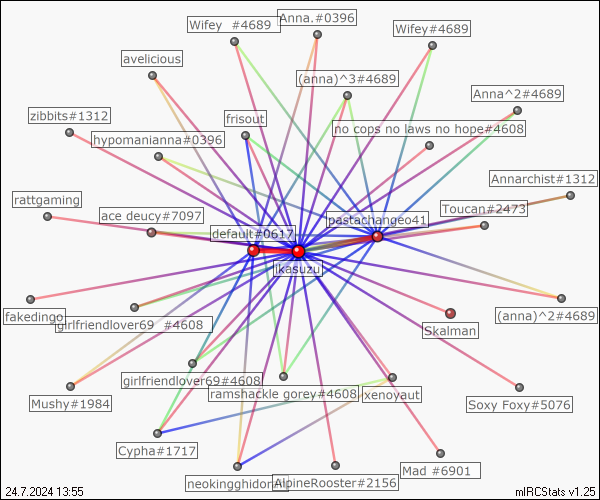 Wifey  #4689
Anna.#0396
Wifey#4689
avelicious
(anna)^3#4689
Anna^2#4689
zibbits#1312
frisout
no cops no laws no hope#4608
hypomanianna#0396
Annarchist#1312
rattgaming
ace deucy#7097
pastachangeo41
Toucan#2473
default#0617
jkasuzu
fakedingo
girlfriendlover69  #4608
Skalman
(anna)^2#4689
girlfriendlover69#4608
ramshackle gorey#4608
xenoyaut
Mushy#1984
Soxy Foxy#5076
Cypha#1717
neokingghidorah
AlpineRooster#2156
Mad #6901
24.7.2024 13:55
mIRCStats v1.25